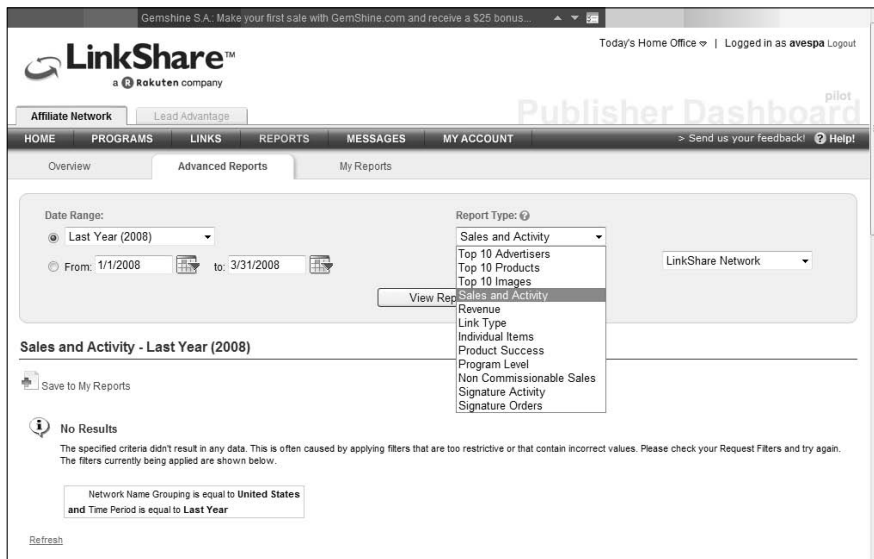 Gemshine S.A.: Make your first sale with GemShine.com and receive a $25 bonus...
LinkShare™
a R Rakuten company
Today's Home Office | Logged in as avespa Logout
Affiliate Network Lead Advantage
Publisher Dashboard pilot
HOME PROGRAMS LINKS REPORTS MESSAGES MY ACCOUNT > Send us your feedback! ? Help!
Overview Advanced Reports My Reports
Date Range:
Last Year (2008)
From: 1/1/2008 to: 3/31/2008
Report Type: ?
Sales and Activity
Top 10 Advertisers
Top 10 Products
Top 10 Images
Sales and Activity
Revenue
Link Type
Individual Items
Product Success
Program Level
Non Commissionable Sales
Signature Activity
Signature Orders
LinkShare Network
View Rep
Sales and Activity - Last Year (2008)
Save to My Reports
No Results
The specified criteria didn't result in any data. This is often caused by applying filters that are too restrictive or that contain incorrect values. Please check your Request Filters and try again.
The filters currently being applied are shown below.
Network Name Grouping is equal to United States
and Time Period is equal to Last Year
Refresh